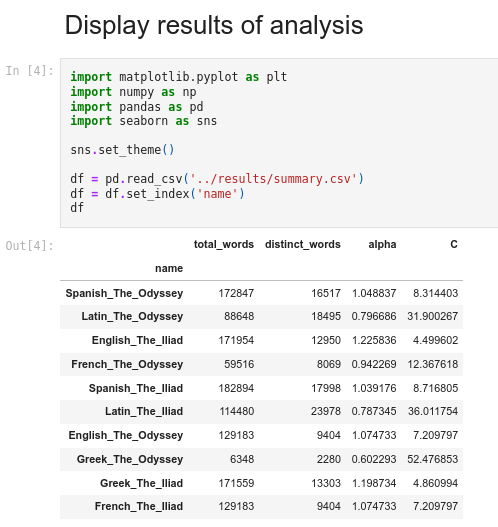 Display results of analysis
In [4]:
import matplotlib.pyplot as plt
import numpy as np
import pandas as pd
import seaborn as sns
sns.set_theme()
df = pd.read_csv('../results/summary.csv')
df = df.set_index('name')
df
Out[4]:
total_words distinct_words alpha C
name
Spanish_The_Odyssey 172847 16517 1.048837 8.314403
Latin_The_Odyssey 88648 18495 0.796686 31.900267
English_The_Iliad 171954 12950 1.225836 4.499602
French_The_Odyssey 59516 8069 0.942269 12.367618
Spanish_The_Iliad 182894 17998 1.039176 8.716805
Latin_The_Iliad 114480 23978 0.787345 36.011754
English_The_Odyssey 129183 9404 1.074733 7.209797
Greek_The_Odyssey 6348 2280 0.602293 52.476853
Greek_The_Iliad 171559 13303 1.198734 4.860994
French_The_Iliad 129183 9404 1.074733 7.209797